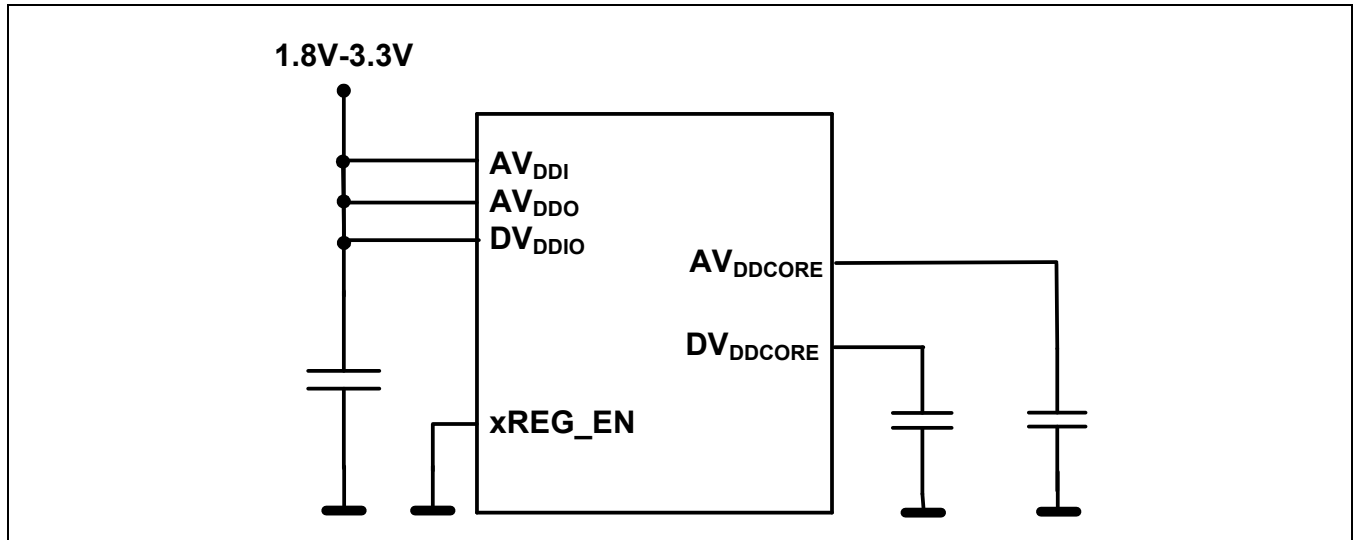 1.8V-3.3V
AVDDI
AVDDO
DVDDIO
AVDDCORE
DVDDCORE
xREG_EN